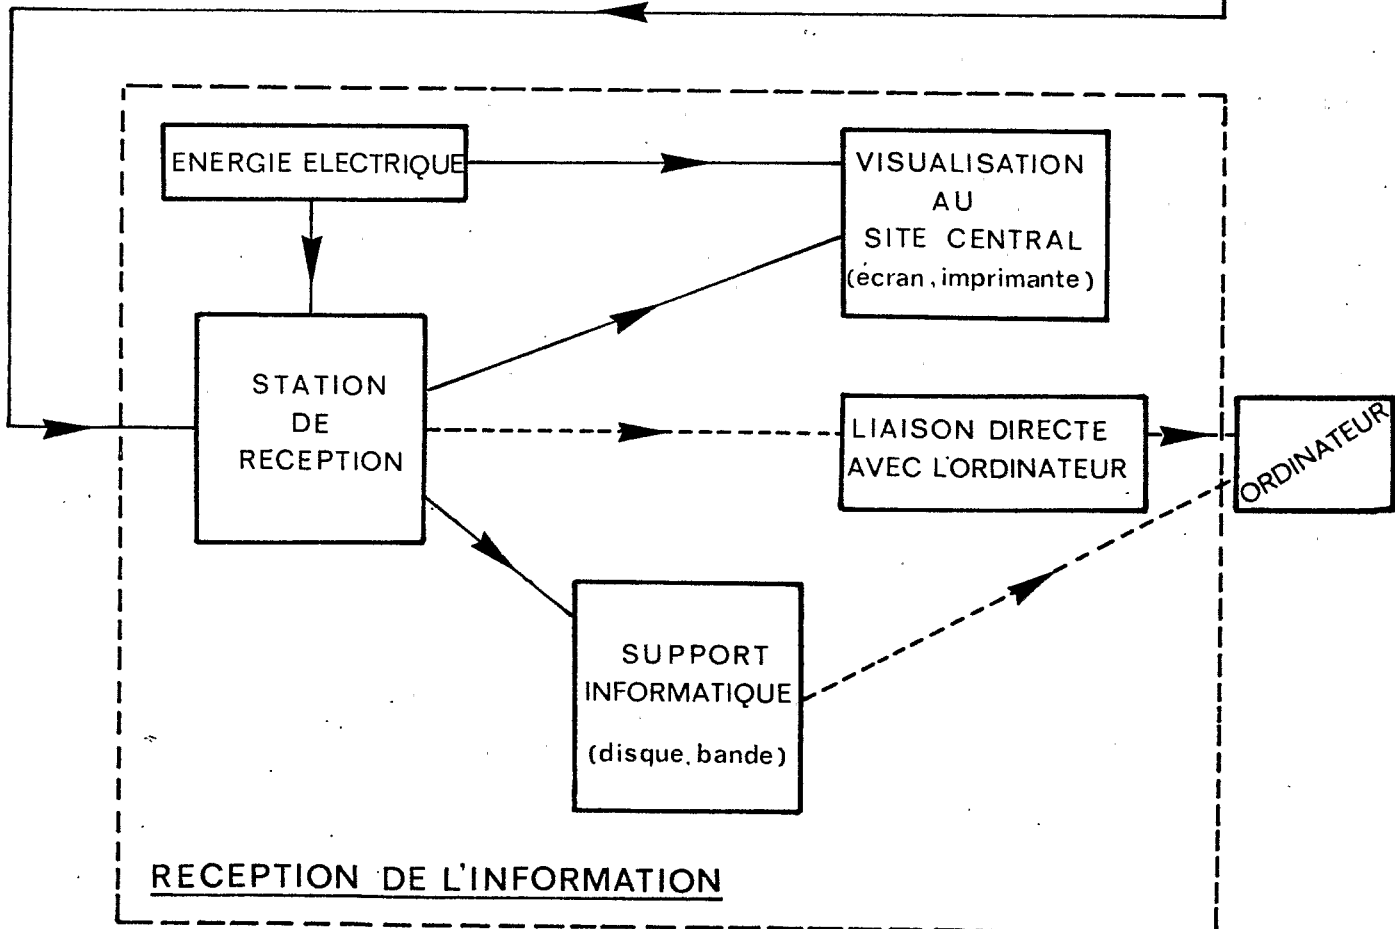 ENERGIE ELECTRIQUE
VISUALISATION
AU
SITE CENTRAL
(écran, imprimante)
STATION
DE
RECEPTION
LIAISON DIRECTE
AVEC L'ORDINATEUR
ORDINATEUR
SUPPORT
INFORMATIQUE
(disque, bande)
RECEPTION DE L'INFORMATION